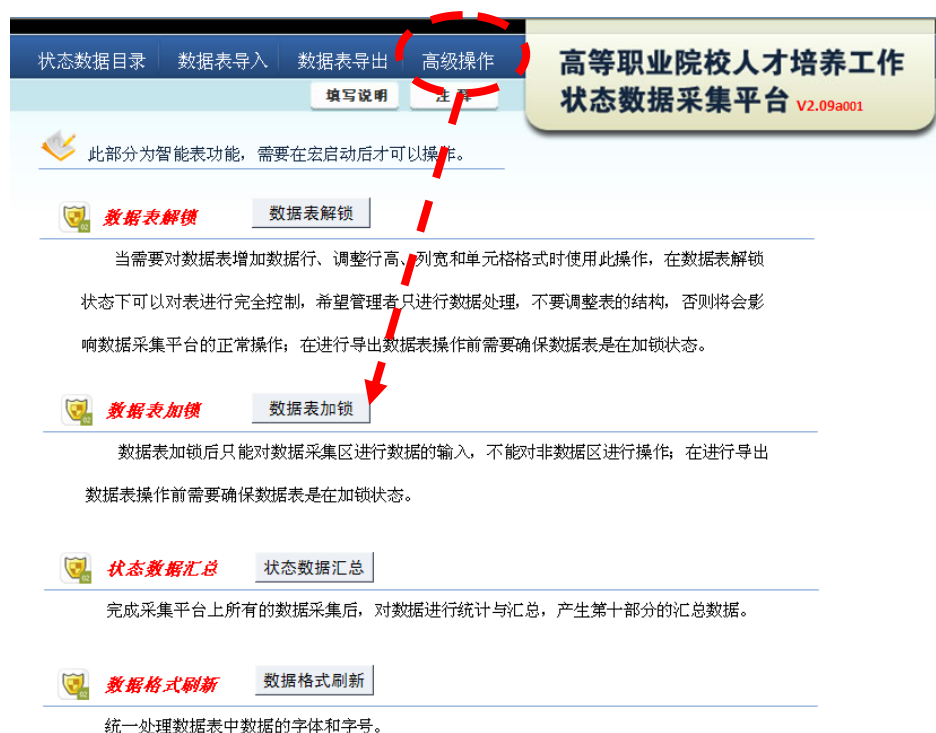 状态数据目录 数据表导入 数据表导出 高级操作
高等职业院校人才培养工作
状态数据采集平台 V2.09a001
填写说明 注 释
此部分为智能表功能，需要在宏启动后才可以操作。
数据表解锁 数据表解锁
当需要对数据表增加数据行、调整行高、列宽和单元格格式时使用此操作，在数据表解锁
状态下可以对表进行完全控制，希望管理者只进行数据处理，不要调整表的结构，否则将会影
响数据采集平台的正常操作；在进行导出数据表操作前需要确保数据表是在加锁状态。
数据表加锁 数据表加锁
数据表加锁后只能对数据采集区进行数据的输入，不能对非数据区进行操作；在进行导出
数据表操作前需要确保数据表是在加锁状态。
状态数据汇总 状态数据汇总
完成采集平台上所有的数据采集后，对数据进行统计与汇总，产生第十部分的汇总数据。
数据格式刷新 数据格式刷新
统一处理数据表中数据的字体和字号。